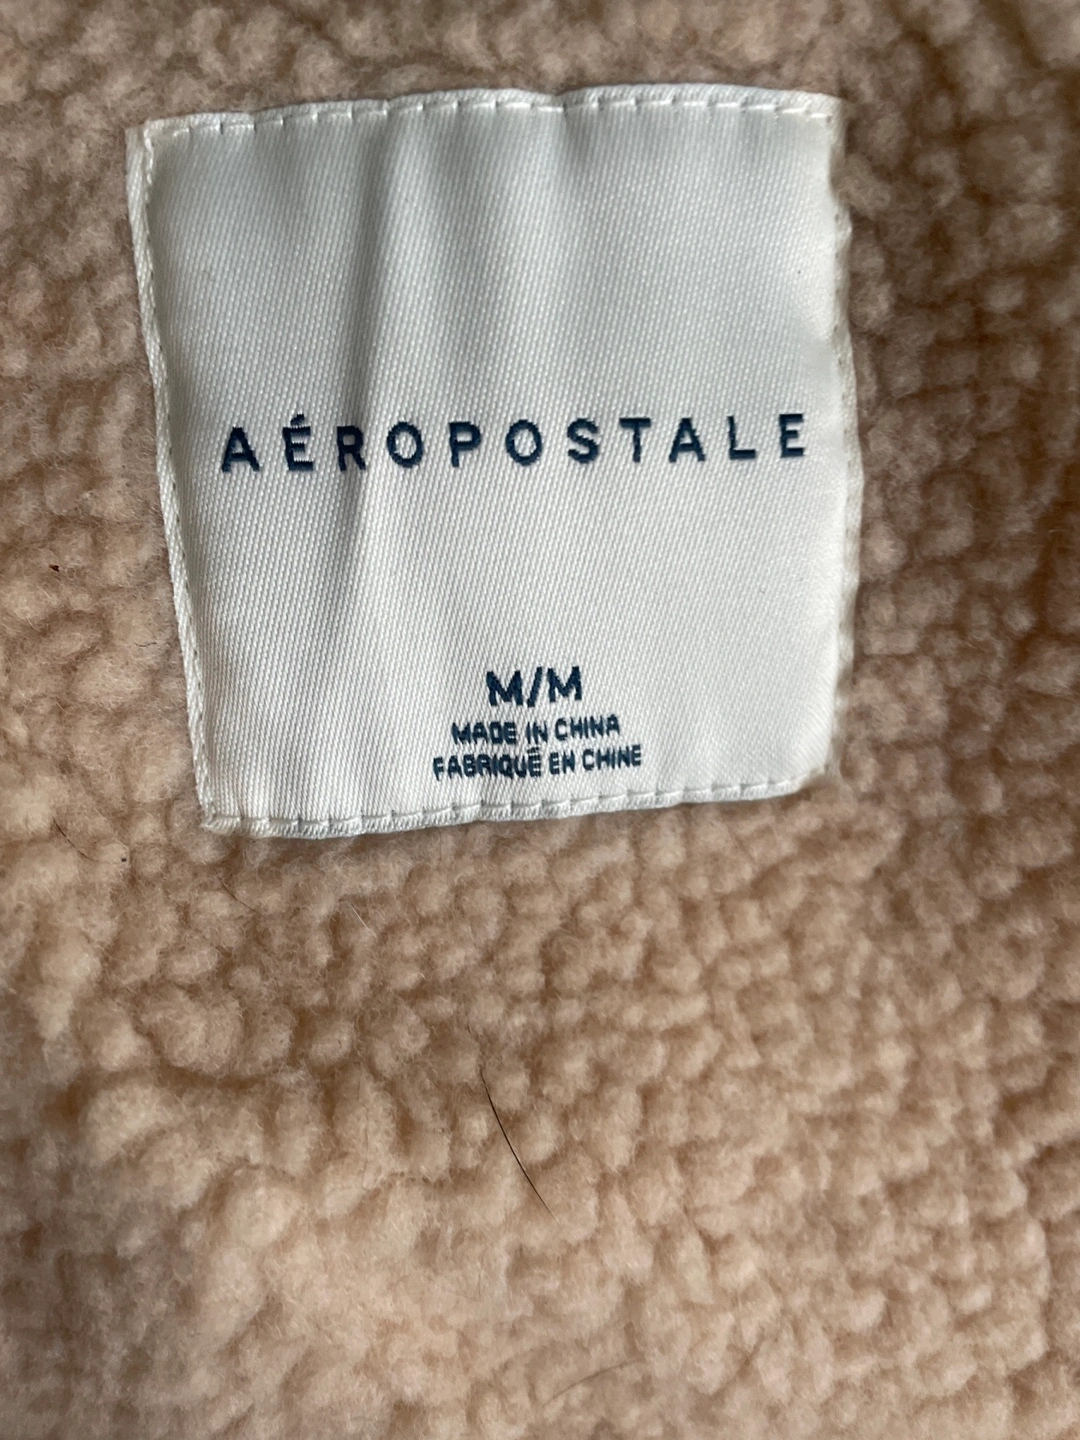 AÉROPOSTALE
M/M
MADE IN CHINA
FABRIQUÉ EN CHINE